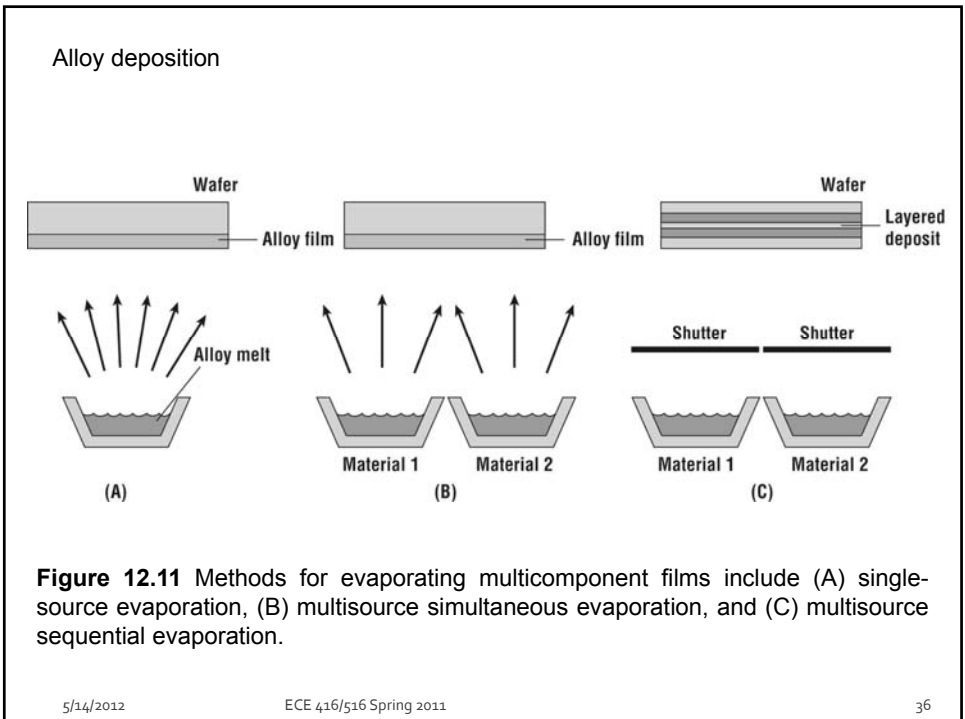 Alloy deposition
Wafer
Alloy film
Alloy melt
(A)
Alloy film
Material 1 Material 2
(B)
Wafer
Layered
deposit
Shutter Shutter
Material 1 Material 2
(C)
Figure 12.11 Methods for evaporating multicomponent films include (A) single-
source evaporation, (B) multisource simultaneous evaporation, and (C) multisource
sequential evaporation.
5/14/2012 ECE 416/516 Spring 2011 36